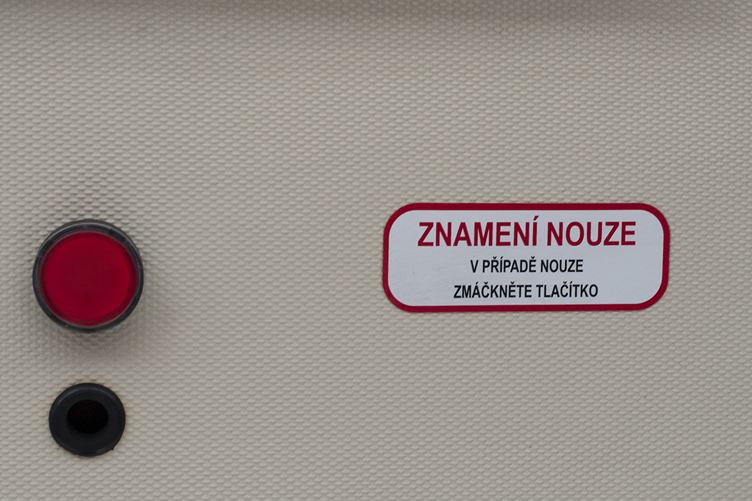 ZNAMENÍ NOUZE
V PŘÍPADĚ NOUZE
ZMÁČKNĚTE TLAČÍTKO